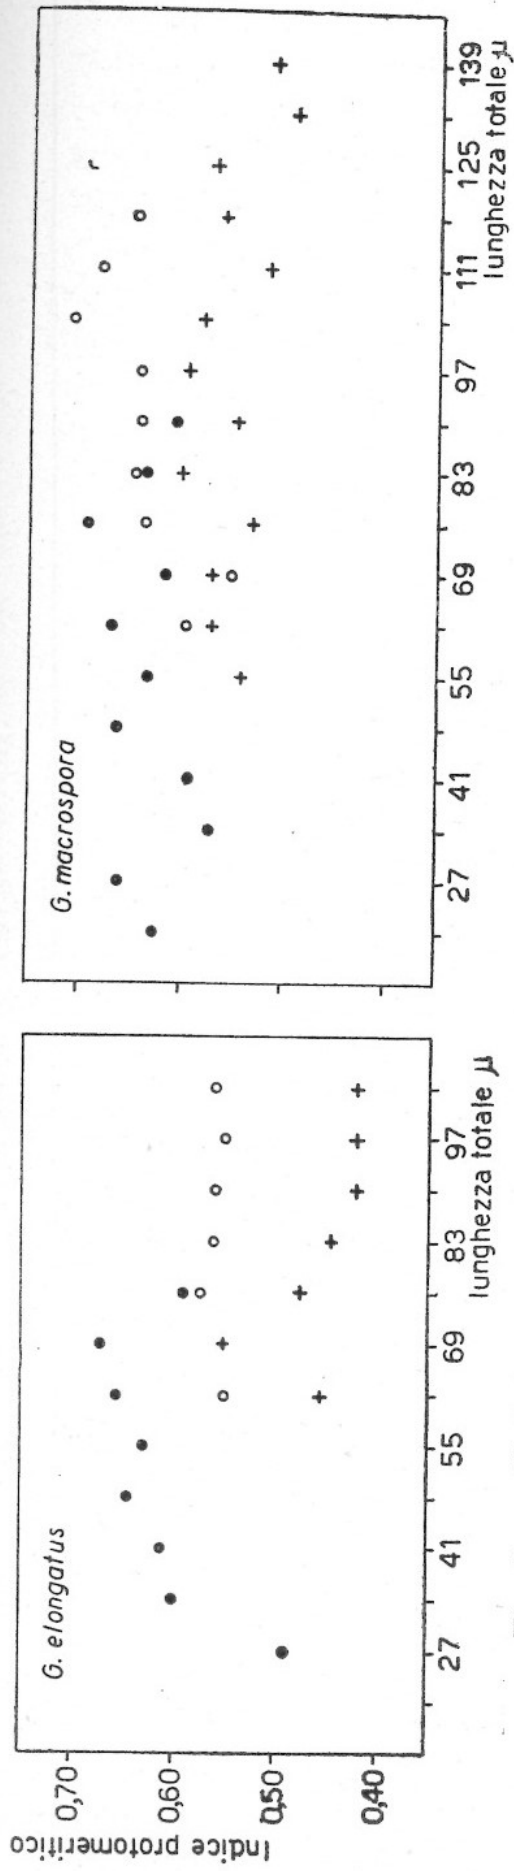 Indice protomeritico
0,70
0,60
0,50
0,40
G. elongatus
27 41 55 69 83 97
lunghezza totale µ
G. macrospora
27 41 55 69 83 97 111 125 139
lunghezza totale µ